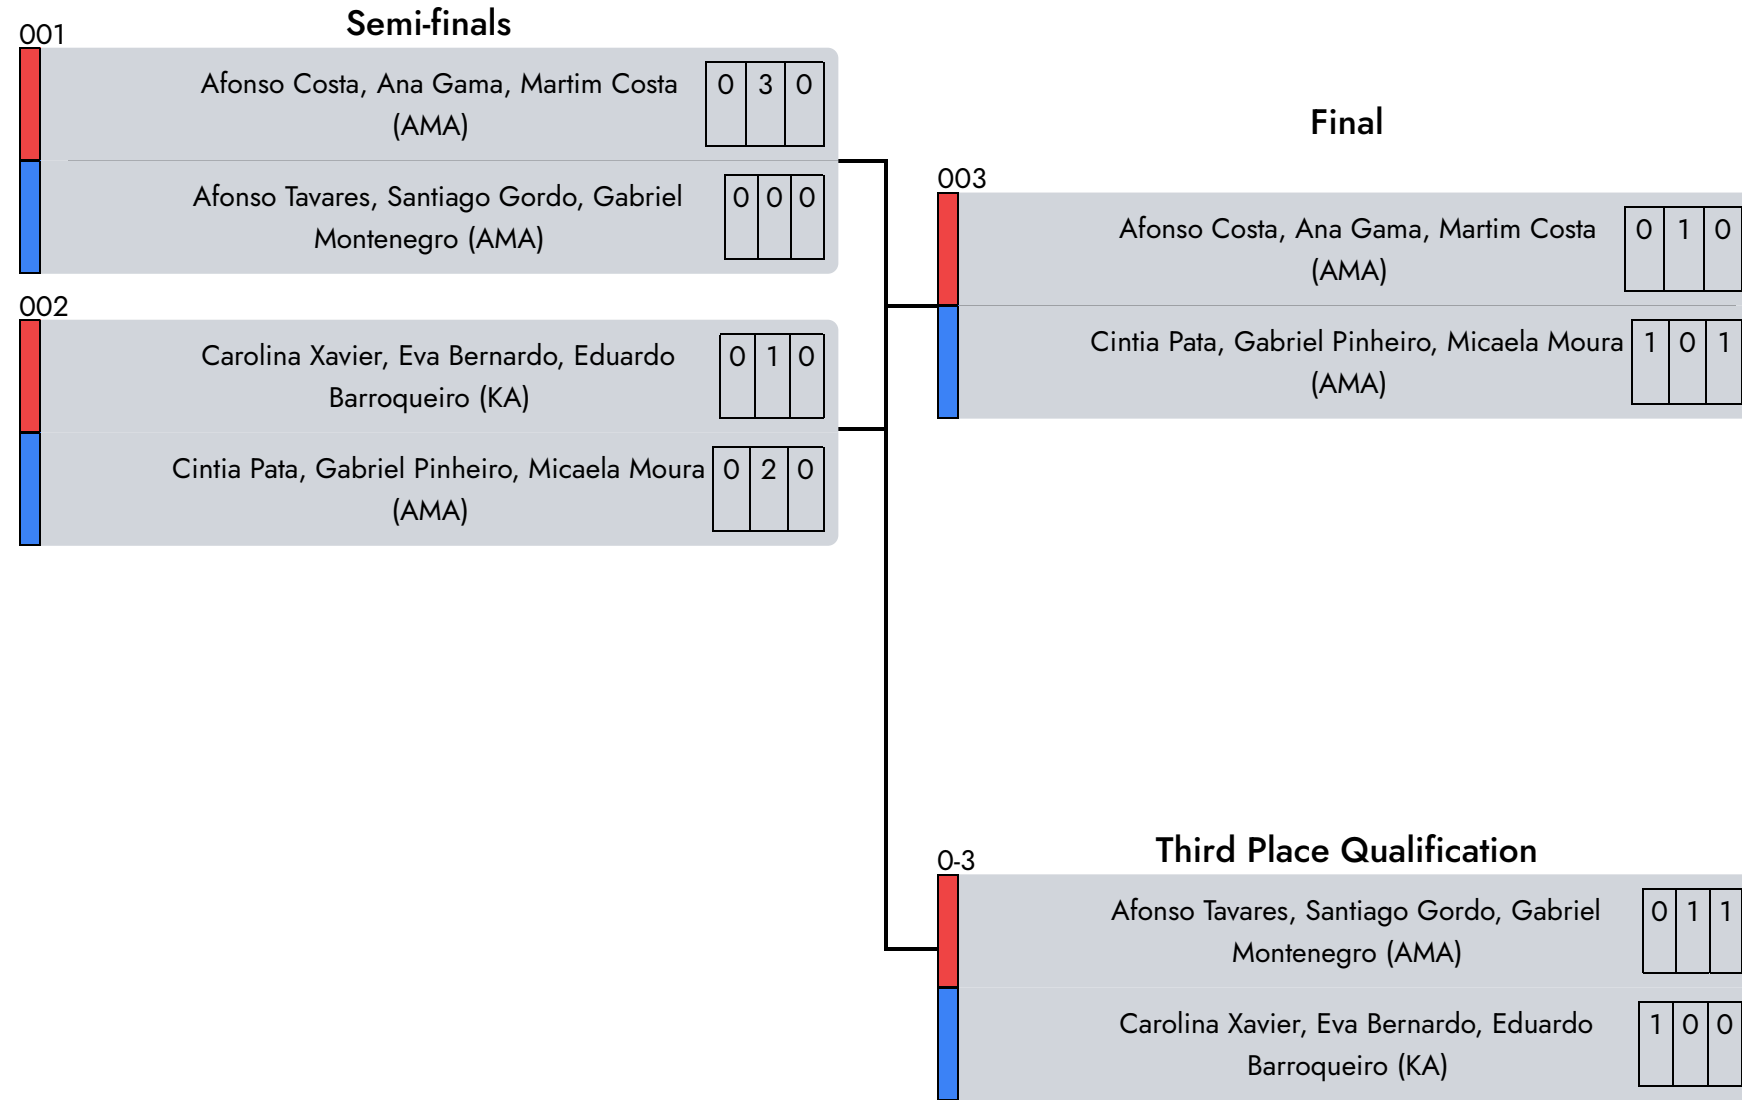 Semi-finals
001
Afonso Costa, Ana Gama, Martim Costa
(AMA)
0 3 0
Afonso Tavares, Santiago Gordo, Gabriel
Montenegro (AMA)
0 0 0
002
Carolina Xavier, Eva Bernardo, Eduardo
Barroqueiro (KA)
0 1 0
Cintia Pata, Gabriel Pinheiro, Micaela Moura
(AMA)
0 2 0
Final
003
Afonso Costa, Ana Gama, Martim Costa
(AMA)
0 1 0
Cintia Pata, Gabriel Pinheiro, Micaela Moura
(AMA)
1 0 1
Third Place Qualification
0-3
Afonso Tavares, Santiago Gordo, Gabriel
Montenegro (AMA)
0 1 1
Carolina Xavier, Eva Bernardo, Eduardo
Barroqueiro (KA)
1 0 0